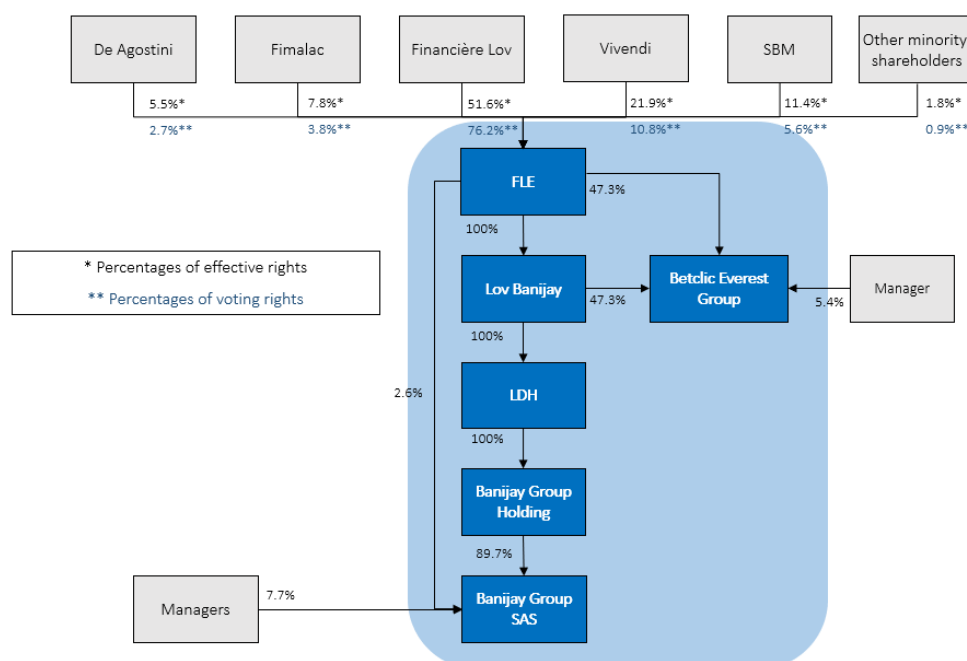 De Agostini
Fimalac
Financière Lov
Vivendi
SBM
Other minority
shareholders
5.5%*
7.8%*
51.6%*
21.9%*
11.4%*
1.8%*
2.7%**
3.8%**
76.2%**
10.8%**
5.6%**
0.9%**
FLE
47.3%
100%
* Percentages of effective rights
** Percentages of voting rights
Lov Banijay
47.3%
Betclic Everest
Group
5.4%
Manager
100%
2.6%
LDH
100%
Banijay Group
Holding
89.7%
Managers
7.7%
Banijay Group
SAS